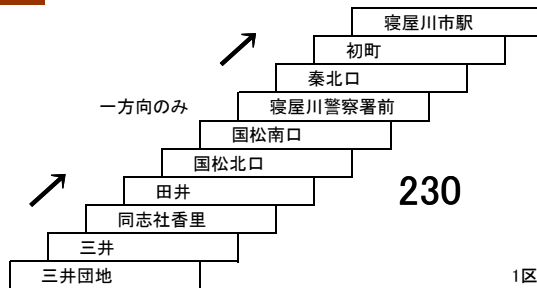 寝屋川市駅
初町
秦北口
一方向のみ
寝屋川警察署前
国松南口
国松北口
田井
230
同志社香里
三井
三井団地
1区